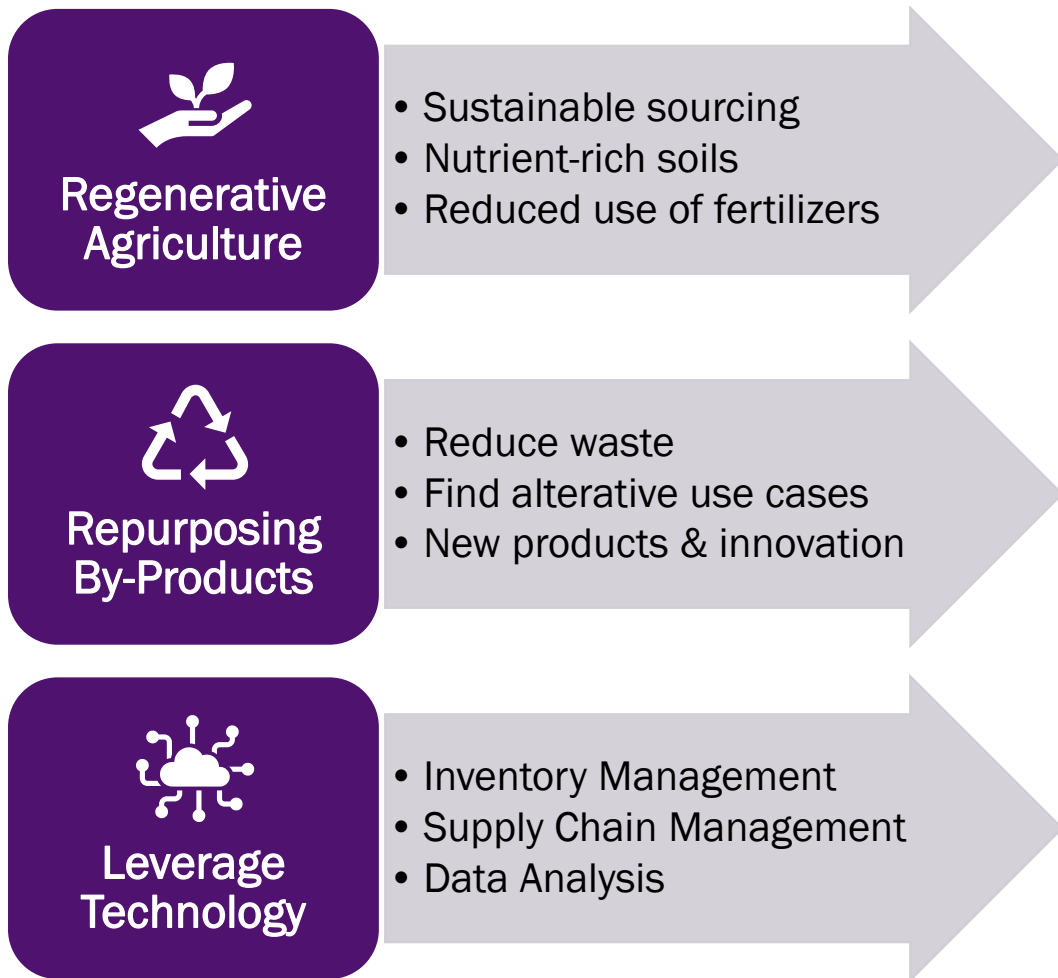 Regenerative
Agriculture
• Sustainable sourcing
• Nutrient-rich soils
• Reduced use of fertilizers
Repurposing
By-Products
• Reduce waste
• Find alterative use cases
• New products & innovation
Leverage
Technology
• Inventory Management
• Supply Chain Management
• Data Analysis